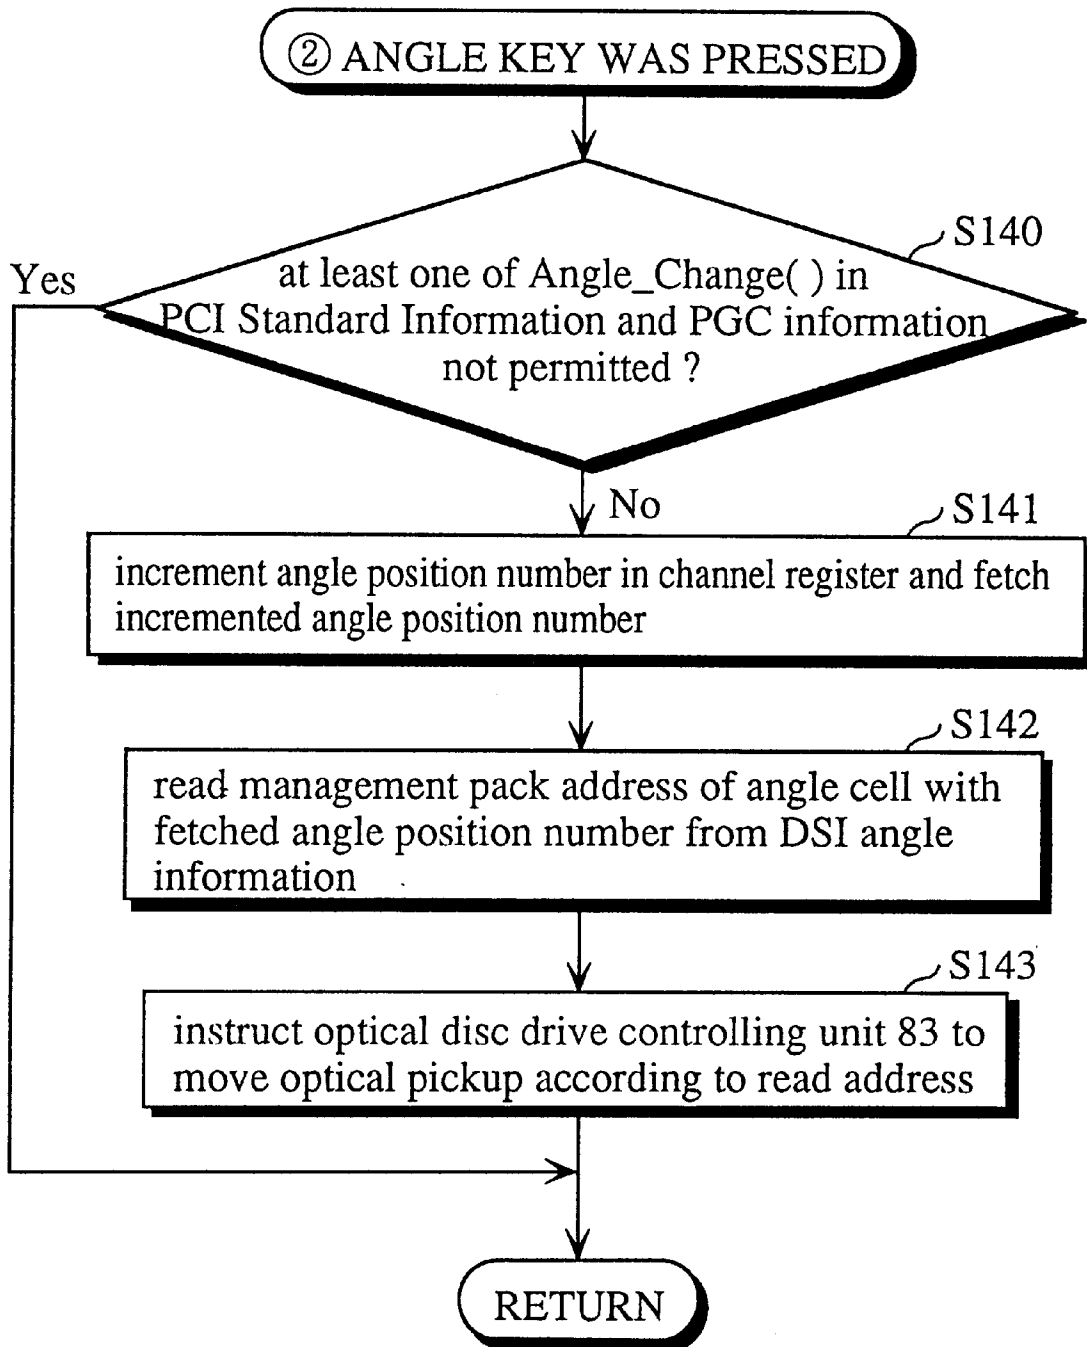 ② ANGLE KEY WAS PRESSED
S140
Yes
at least one of Angle_Change( ) in
PCI Standard Information and PGC information
not permitted ?
No
S141
increment angle position number in channel register and fetch
incremented angle position number
S142
read management pack address of angle cell with
fetched angle position number from DSI angle
information
S143
instruct optical disc drive controlling unit 83 to
move optical pickup according to read address
RETURN